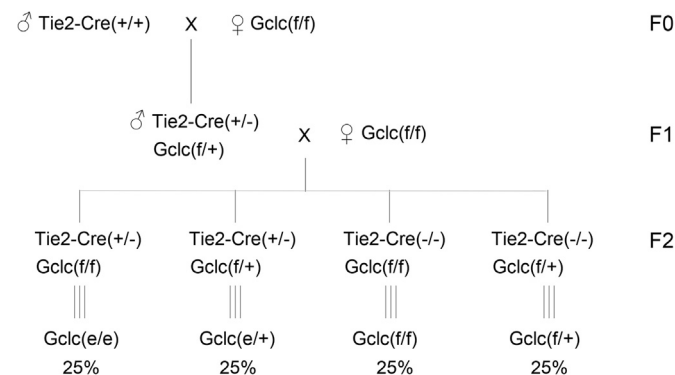 ♂ Tie2-Cre(+/+) X ♀ Gclc(f/f) F0
♂ Tie2-Cre(+/-)
Gclc(f/+) X ♀ Gclc(f/f) F1
Tie2-Cre(+/-) Tie2-Cre(+/-) Tie2-Cre(-/-) Tie2-Cre(-/-) F2
Gclc(f/f) Gclc(f/+) Gclc(f/f) Gclc(f/+)
Gclc(e/e) Gclc(e/+) Gclc(f/f) Gclc(f/+)
25% 25% 25% 25%